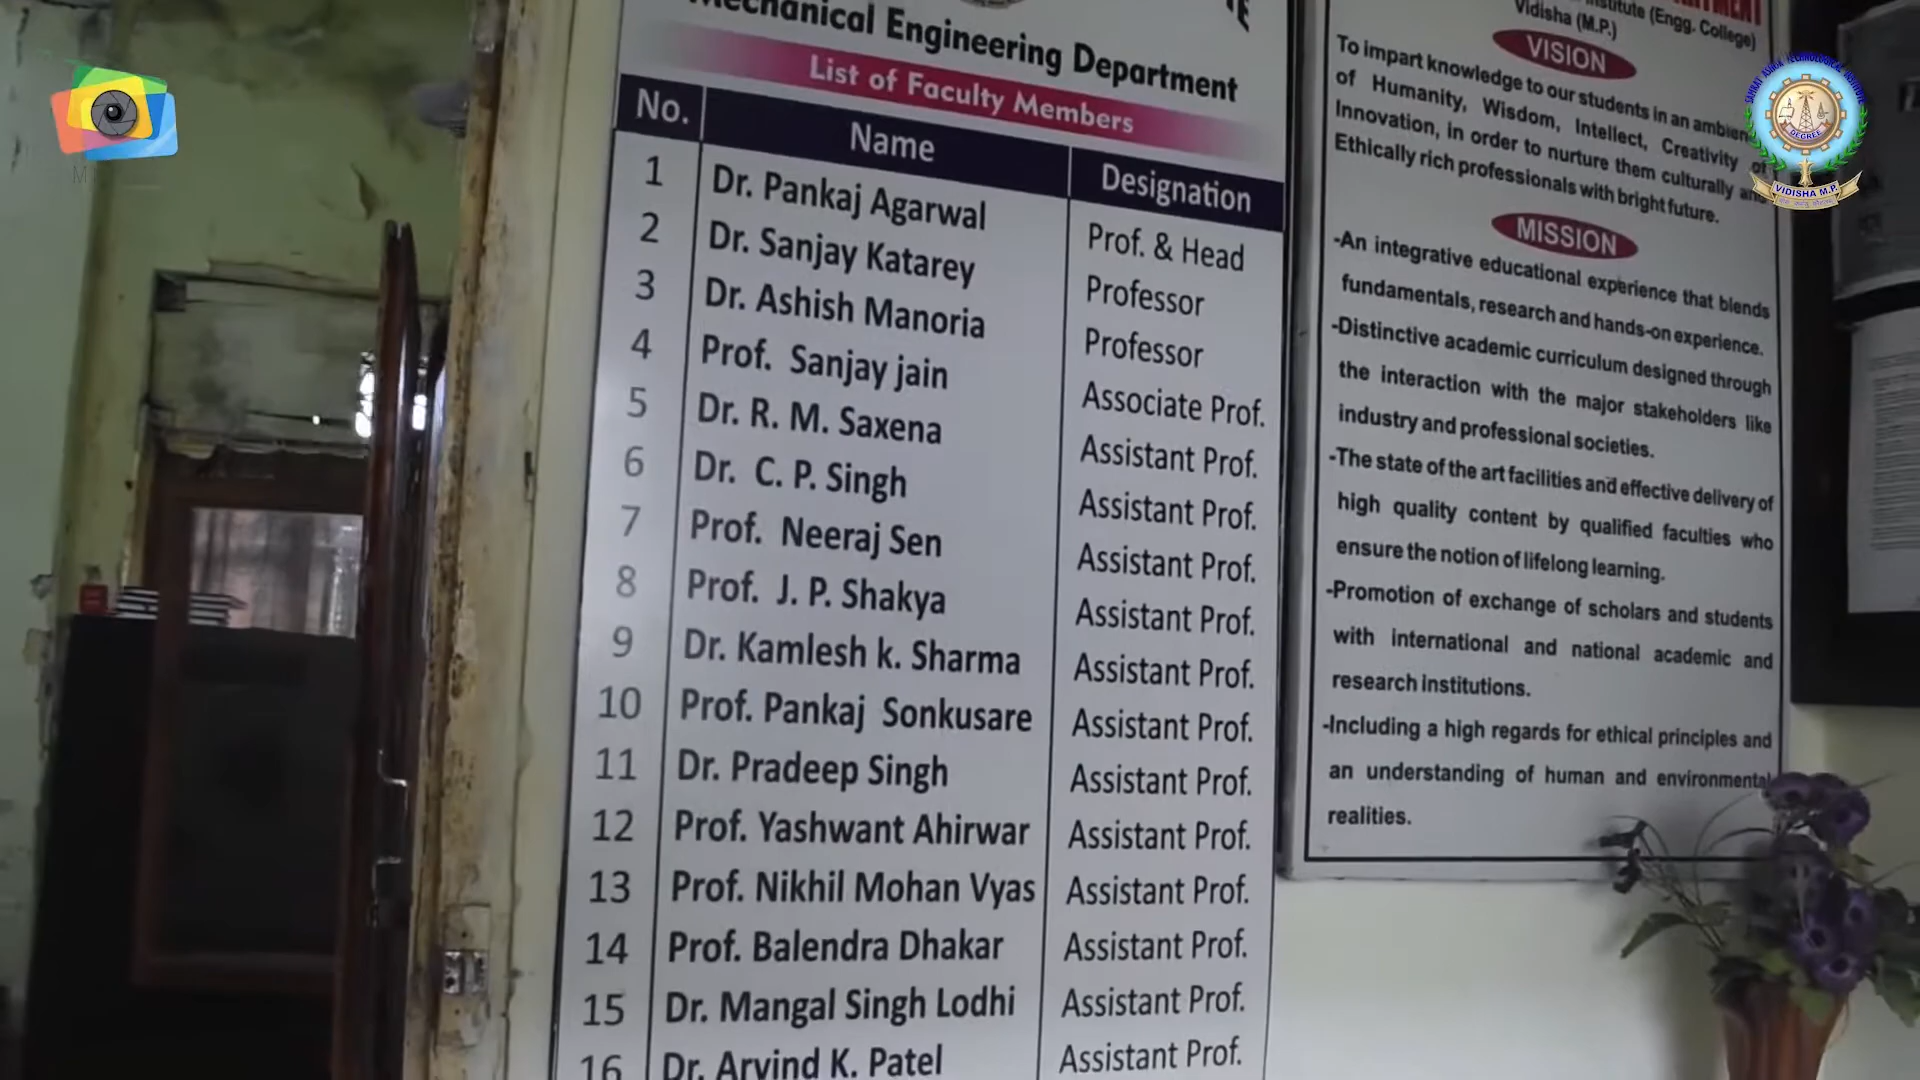 Mechanical Engineering Department
List of Faculty Members
No. Name Designation
1 Dr. Pankaj Agarwal Prof. & Head
2 Dr. Sanjay Katarey Professor
3 Dr. Ashish Manoria Professor
4 Prof. Sanjay jain Associate Prof.
5 Dr. R. M. Saxena Assistant Prof.
6 Dr. C. P. Singh Assistant Prof.
7 Prof. Neeraj Sen Assistant Prof.
8 Prof. J. P. Shakya Assistant Prof.
9 Dr. Kamlesh k. Sharma Assistant Prof.
10 Prof. Pankaj Sonkusare Assistant Prof.
11 Dr. Pradeep Singh Assistant Prof.
12 Prof. Yashwant Ahirwar Assistant Prof.
13 Prof. Nikhil Mohan Vyas Assistant Prof.
14 Prof. Balendra Dhakar Assistant Prof.
15 Dr. Mangal Singh Lodhi Assistant Prof.
16 Dr. Arvind K. Patel Assistant Prof.
(Engg. College)
Vidisha (M.P.)
VISION
To impart knowledge to our students in an
of Humanity, Wisdom, Intellect, Creativity of
Innovation, in order to nurture them culturally
Ethically rich professionals with bright future.
MISSION
-An integrative educational experience that blends
fundamentals, research and hands-on experience.
-Distinctive academic curriculum designed through
the interaction with the major stakeholders like
industry and professional societies.
-The state of the art facilities and effective delivery of
high quality content by qualified faculties who
ensure the notion of lifelong learning.
-Promotion of exchange of scholars and students
with international and national academic and
research institutions.
-Including a high regards for ethical principles and
an understanding of human and environmental
realities.
SAMRAT ASHOK TECHNOLOGICAL INSTITUTE
DEGREE
VIDISHA M.P.